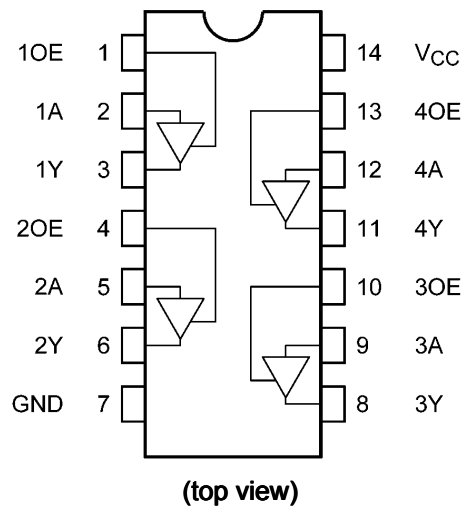 1OE 1 14 VCC
1A 2 13 4OE
1Y 3 12 4A
2OE 4 11 4Y
2A 5 10 3OE
2Y 6 9 3A
GND 7 8 3Y
(top view)